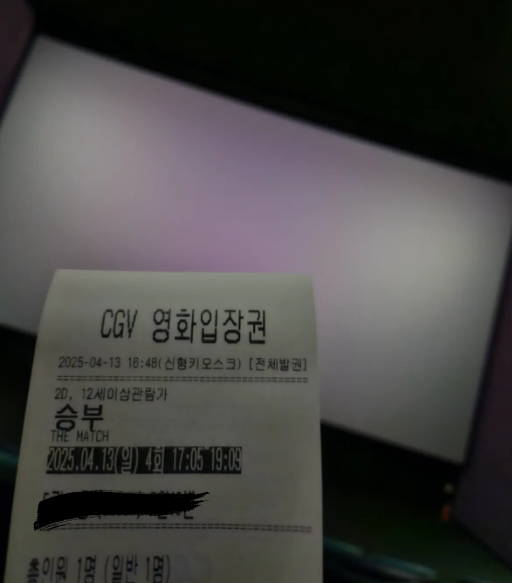 CGV 영화입장권
2025-04-13 16:48(신형키오스크) [전체발권]
2D, 12세이상관람가
승부
THE MATCH
2025.04.13(일) 4회 17:05 19:09
총인원 1명 (일반 1명)